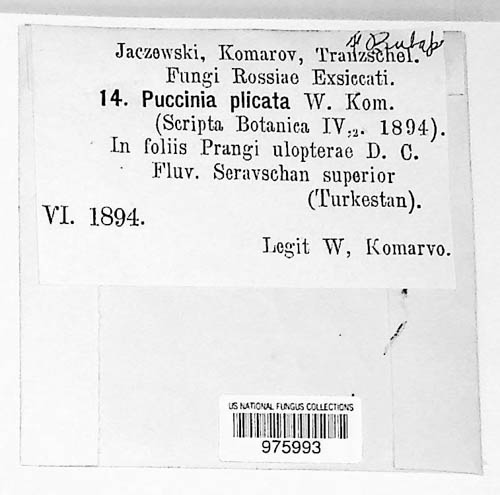 Jaczewski, Komarov, Tranzschel.
Fungi Rossiae Exsiccati.
14. Puccinia plicata W. Kom.
(Scripta Botanica IV,2. 1894).
In foliis Prangi ulopterae D. C.
Fluv. Seravschan superior
(Turkestan).
VI. 1894.
Legit W, Komarvo.
US NATIONAL FUNGUS COLLECTIONS
975993